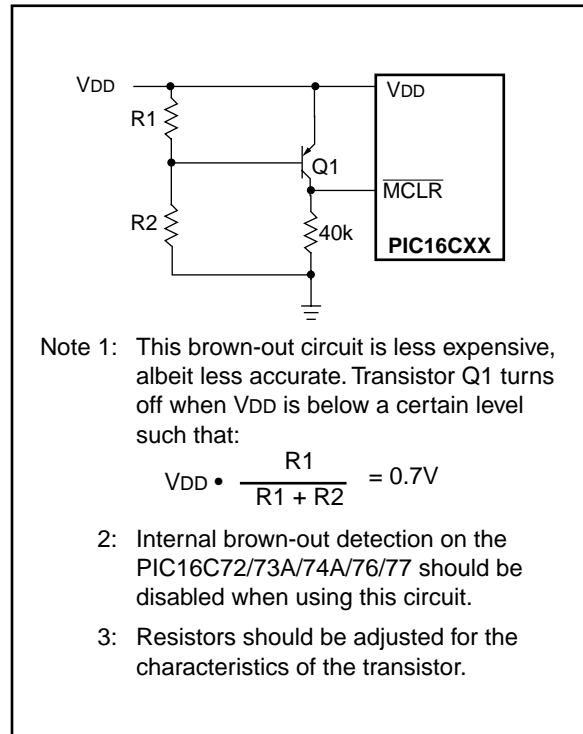 VDD
VDD
R1
Q1
MCLR
R2
40k
PIC16CXX
Note 1: This brown-out circuit is less expensive,
albeit less accurate. Transistor Q1 turns
off when VDD is below a certain level
such that:
VDD • R1 / R1 + R2 = 0.7V
2: Internal brown-out detection on the
PIC16C72/73A/74A/76/77 should be
disabled when using this circuit.
3: Resistors should be adjusted for the
characteristics of the transistor.